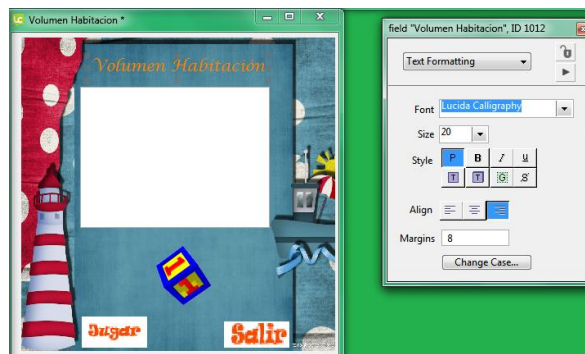 Volumen Habitacion *
Volumen Habitación
Jugar
Salir
field "Volumen Habitacion", ID 1012
Text Formatting
Font Lucida Calligraphy
Size 20
Style P B I U
T T G S
Align
Margins 8
Change Case...